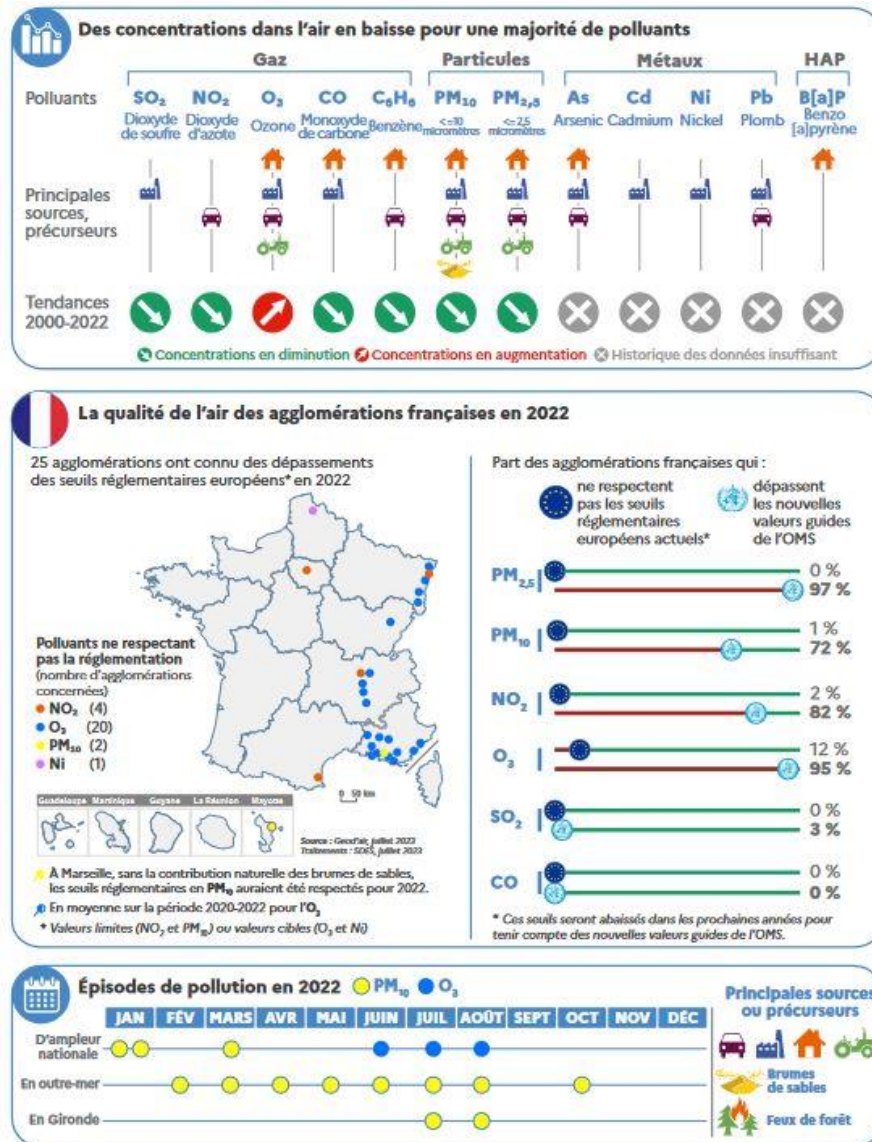 Des concentrations dans l'air en baisse pour une majorité de polluants
Gaz Particules Métaux HAP
Polluants SO₂ NO₂ O₃ CO C₆H₆ PM₁₀ PM₂,₅ As Cd Ni Pb B[a]P
Dioxyde de soufre Dioxyde d'azote Ozone Monoxyde de carbone Benzène <=10 micromètres <= 2,5 micromètres Arsenic Cadmium Nickel Plomb Benzo [a]pyrène
Principales
sources,
précurseurs
Tendances
2000-2022
Concentrations en diminution Concentrations en augmentation Historique des données insuffisant
La qualité de l'air des agglomérations françaises en 2022
25 agglomérations ont connu des dépassements
des seuils réglementaires européens* en 2022
Polluants ne respectant
pas la réglementation
(nombre d'agglomérations
concernées)
NO₂ (4)
O₃ (20)
PM₁₀ (2)
Ni (1)
0 50 km
Guadeloupe Martinique Guyane La Réunion Mayotte
Source : Geod'air, juillet 2023
Traitements : SDES, juillet 2023
À Marseille, sans la contribution naturelle des brumes de sables,
les seuils réglementaires en PM₁₀ auraient été respectés pour 2022.
En moyenne sur la période 2020-2022 pour l'O₃
* Valeurs limites (NO₂ et PM₁₀) ou valeurs cibles (O₃ et Ni)
Part des agglomérations françaises qui :
ne respectent
pas les seuils
réglementaires
européens actuels*
dépassent
les nouvelles
valeurs guides
de l'OMS
PM₂,₅ 0 %
97 %
PM₁₀ 1 %
72 %
NO₂ 2 %
82 %
O₃ 12 %
95 %
SO₂ 0 %
3 %
CO 0 %
0 %
* Ces seuils seront abaissés dans les prochaines années pour
tenir compte des nouvelles valeurs guides de l'OMS.
Épisodes de pollution en 2022 PM₁₀ O₃
JAN FÉV MARS AVR MAI JUIN JUIL AOÛT SEPT OCT NOV DÉC
D'ampleur
nationale
En outre-mer
En Gironde
Principales sources
ou précurseurs
Brumes
de sables
Feux de forêt